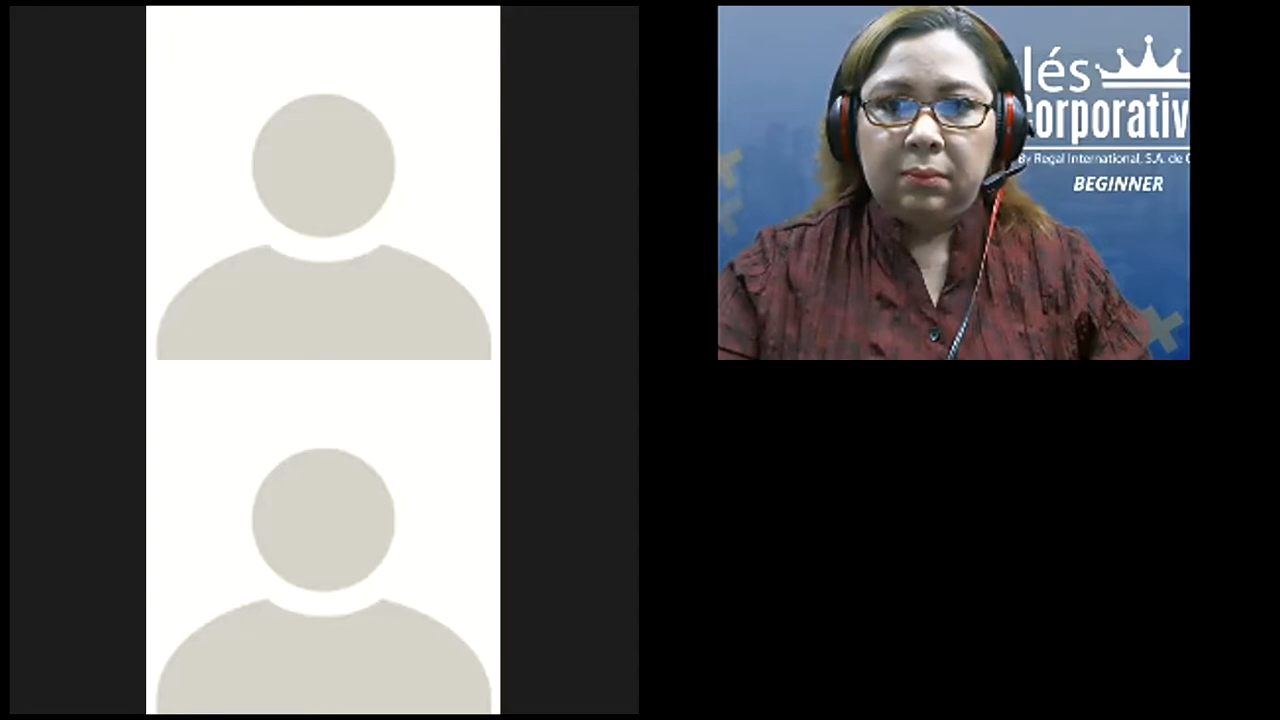 lés
Corporativ
By Regal International, S.A. de C
BEGINNER